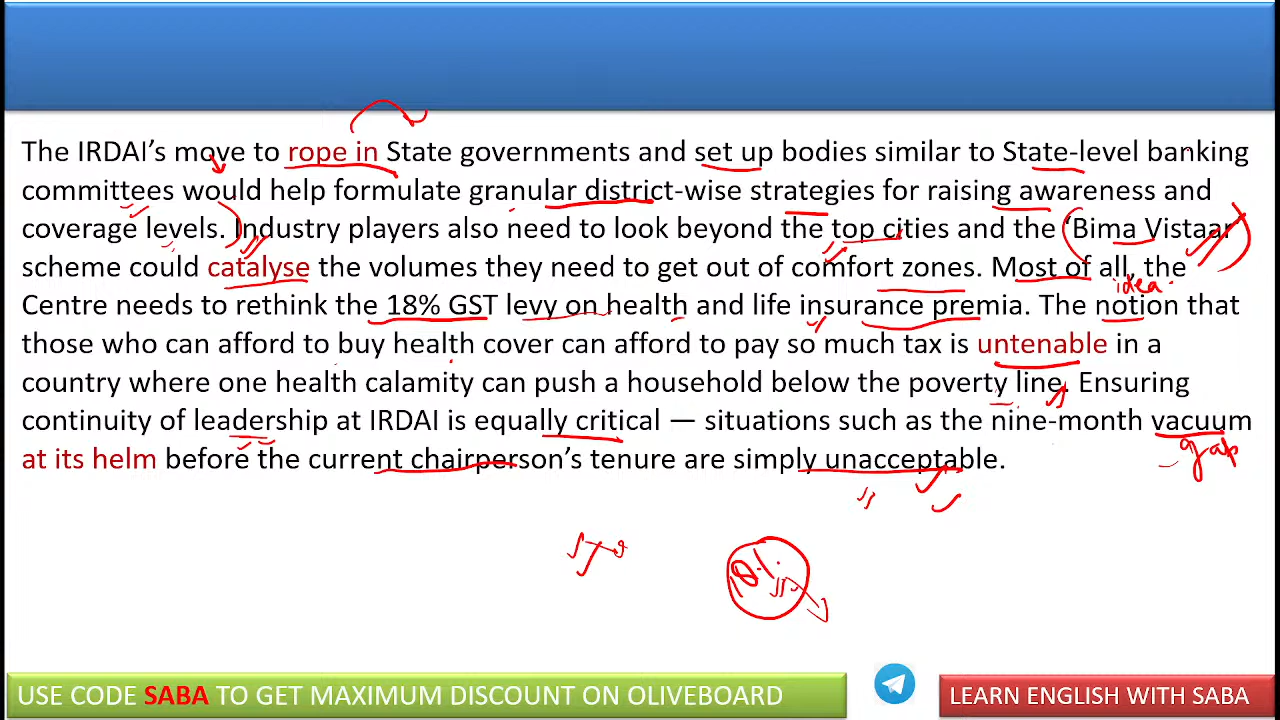 The IRDAI’s move to rope in State governments and set up bodies similar to State-level banking
committees would help formulate granular district-wise strategies for raising awareness and
coverage levels. Industry players also need to look beyond the top cities and the ‘Bima Vistaar’
scheme could catalyse the volumes they need to get out of comfort zones. Most of all, the
idea
Centre needs to rethink the 18% GST levy on health and life insurance premia. The notion that
those who can afford to buy health cover can afford to pay so much tax is untenable in a
country where one health calamity can push a household below the poverty line. Ensuring
continuity of leadership at IRDAI is equally critical — situations such as the nine-month vacuum
at its helm before the current chairperson’s tenure are simply unacceptable.
gap
18%
USE CODE SABA TO GET MAXIMUM DISCOUNT ON OLIVEBOARD
LEARN ENGLISH WITH SABA